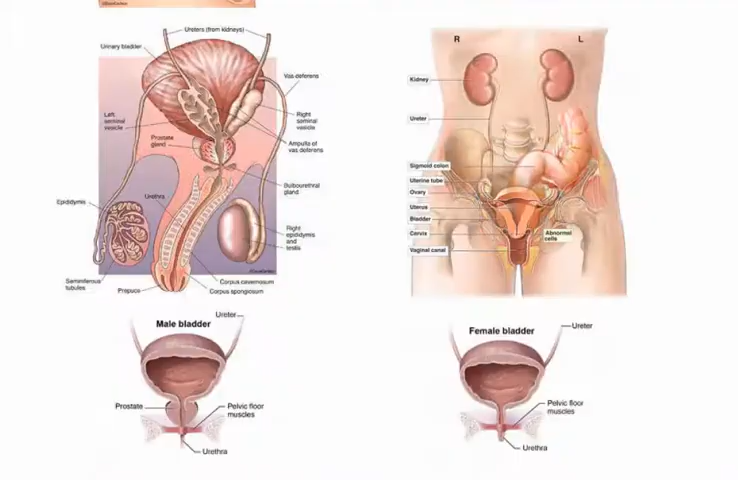 Ureters (from kidneys)
Urinary bladder
Vas deferens
Left
seminal
vesicle
Right
seminal
vesicle
Prostate
gland
Ampulla of
vas deferens
Bulbourethral
gland
Urethra
Epididymis
Right
epididymis
and
testis
Seminiferous
tubules
Prepuce
Corpus cavernosum
Corpus spongiosum
R
L
Kidney
Ureter
Sigmoid colon
Uterine tube
Ovary
Uterus
Bladder
Cervix
Abnormal
cells
Vaginal canal
Male bladder
Ureter
Prostate
Pelvic floor
muscles
Urethra
Female bladder
Ureter
Pelvic floor
muscles
Urethra